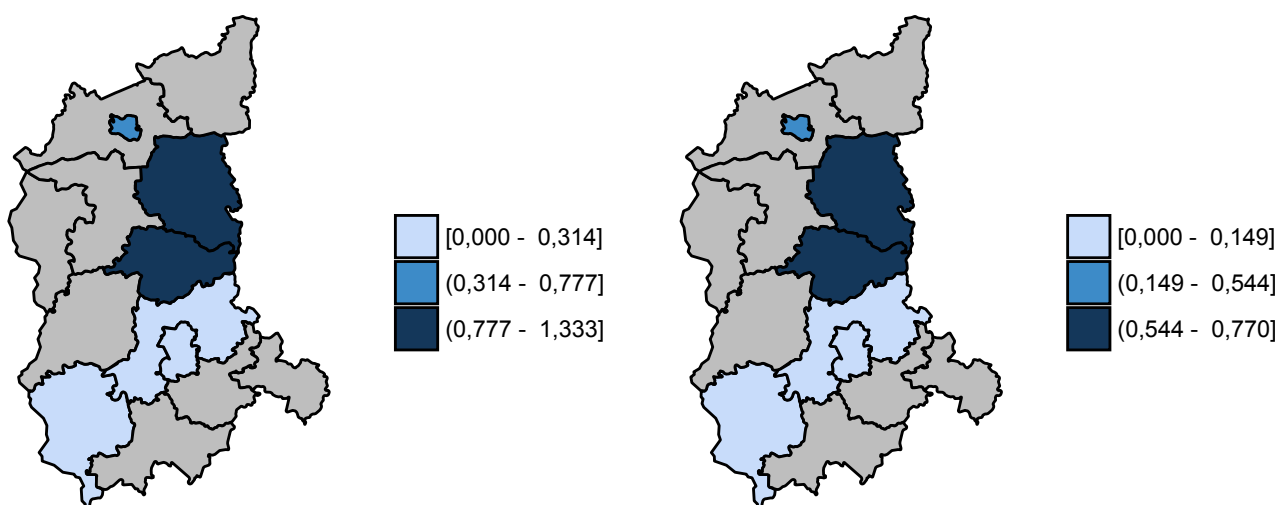 [0,000 - 0,314]
(0,314 - 0,777]
(0,777 - 1,333]
[0,000 - 0,149]
(0,149 - 0,544]
(0,544 - 0,770]